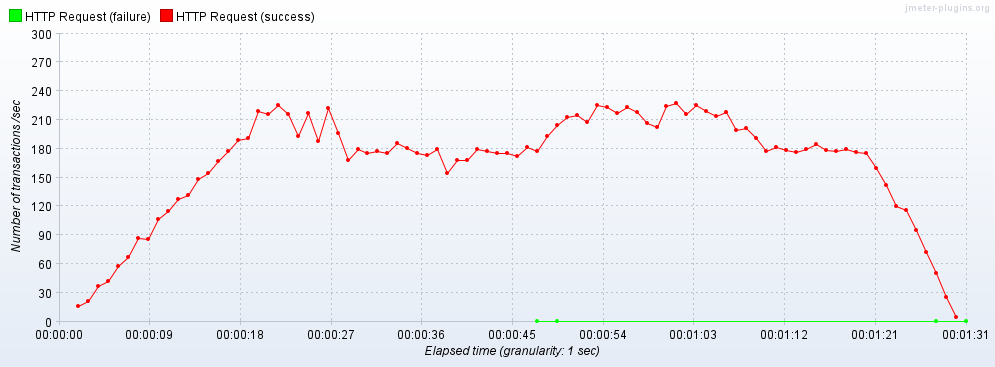 jmeter-plugins.org
HTTP Request (failure) HTTP Request (success)
300
270
240
210
180
150
120
90
60
30
0
Number of transactions /sec
00:00:00 00:00:09 00:00:18 00:00:27 00:00:36 00:00:45 00:00:54 00:01:03 00:01:12 00:01:21 00:01:31
Elapsed time (granularity: 1 sec)